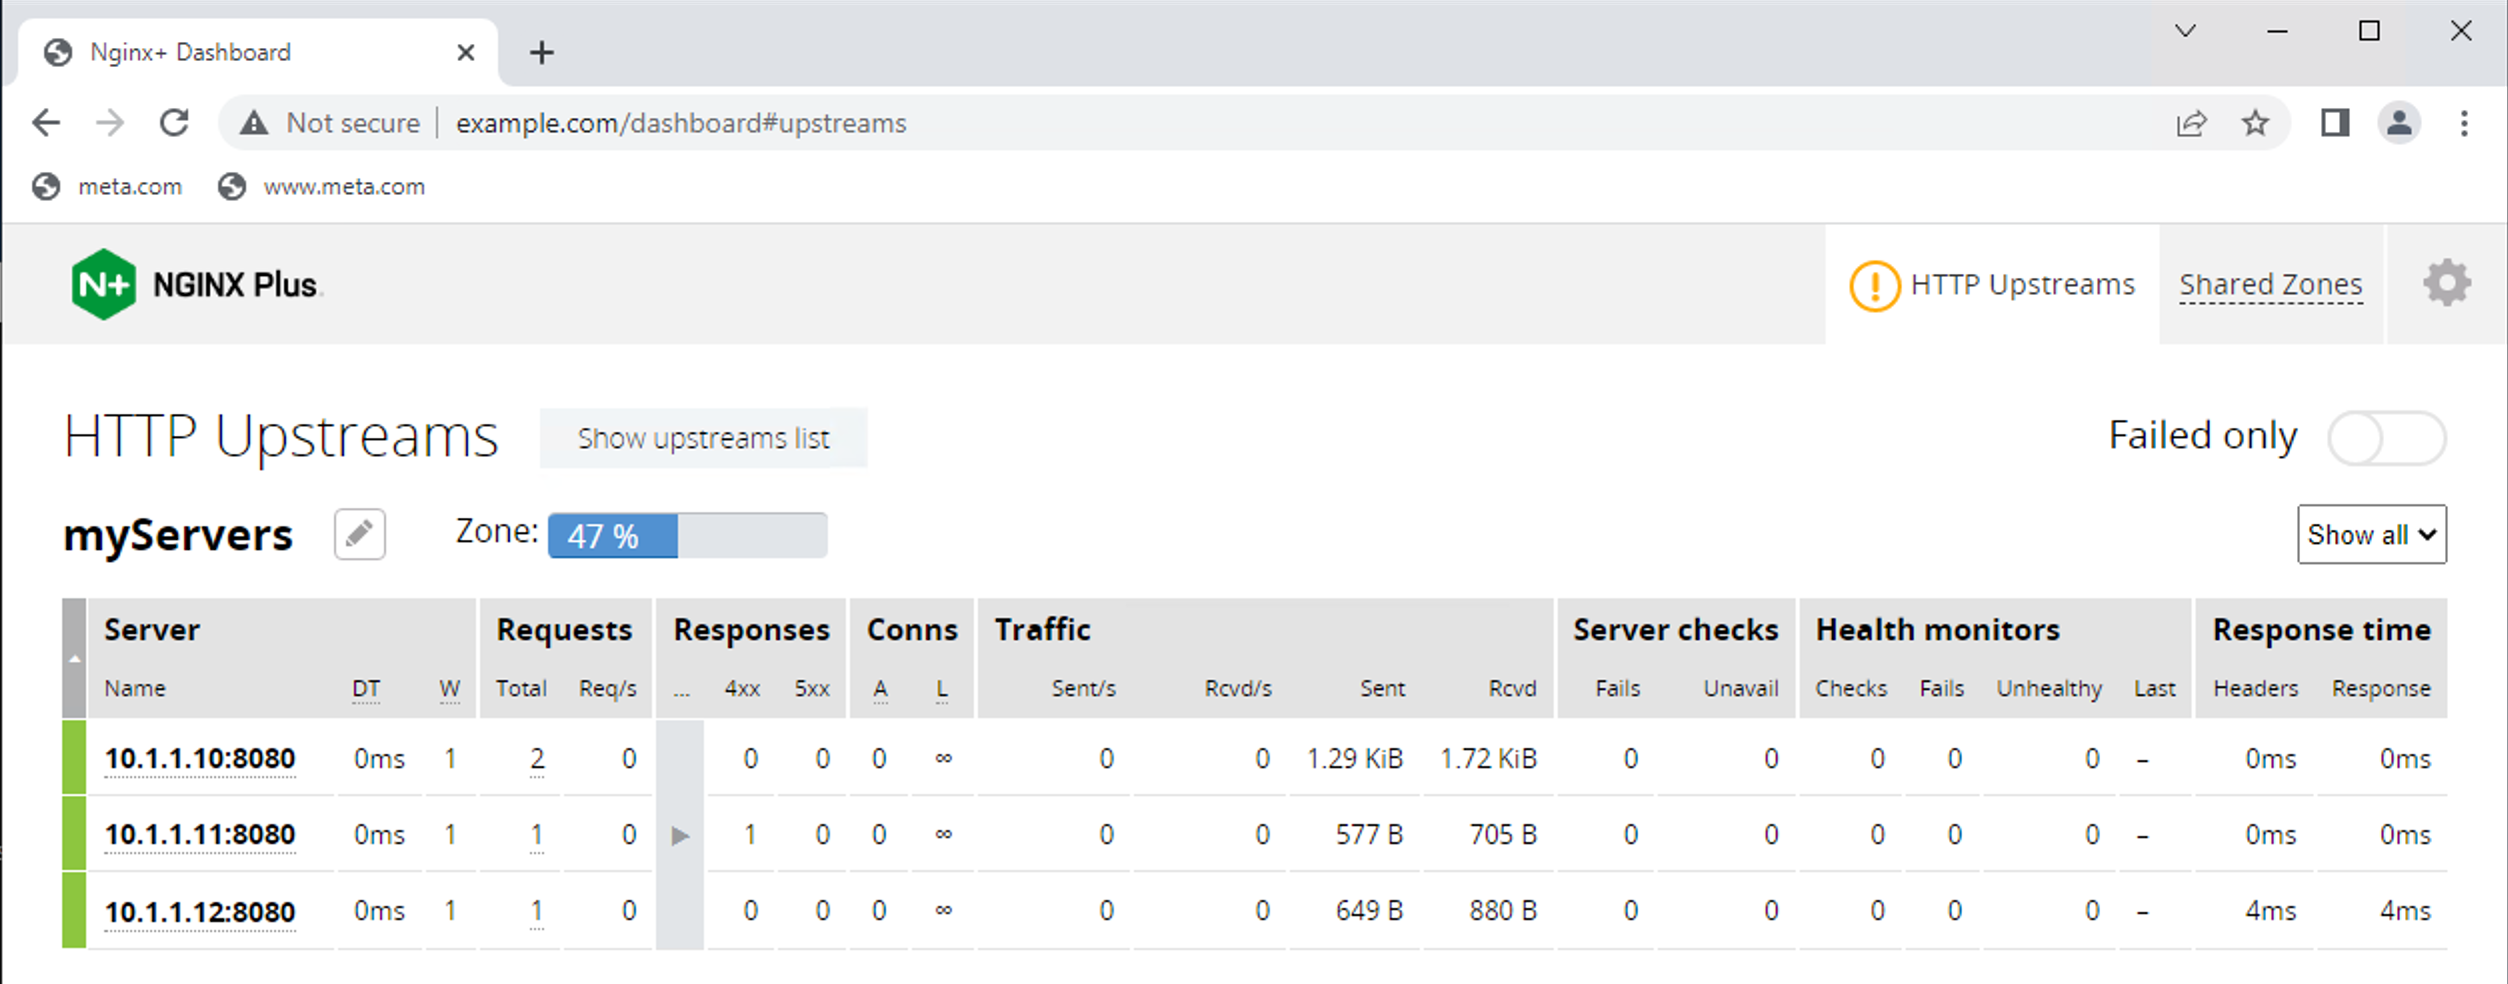 Nginx+ Dashboard
Not secure example.com/dashboard#upstreams
meta.com www.meta.com
N+ NGINX Plus HTTP Upstreams Shared Zones
HTTP Upstreams Show upstreams list Failed only
myServers Zone: 47 % Show all
Server Requests Responses Conns Traffic Server checks Health monitors Response time
Name DT W Total Req/s ... 4xx 5xx A L Sent/s Rcvd/s Sent Rcvd Fails Unavail Checks Fails Unhealthy Last Headers Response
10.1.1.10:8080 0ms 1 2 0 0 0 0 ∞ 0 0 1.29 KiB 1.72 KiB 0 0 0 0 0 – 0ms 0ms
10.1.1.11:8080 0ms 1 1 0 1 0 0 ∞ 0 0 577 B 705 B 0 0 0 0 0 – 0ms 0ms
10.1.1.12:8080 0ms 1 1 0 0 0 0 ∞ 0 0 649 B 880 B 0 0 0 0 0 – 4ms 4ms